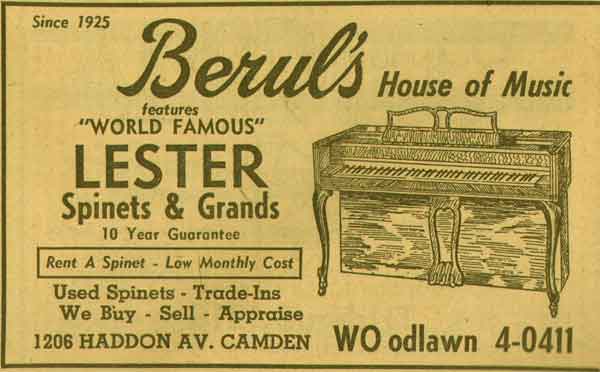 Since 1925
Berul's House of Music
features
"WORLD FAMOUS"
LESTER
Spinets & Grands
10 Year Guarantee
Rent A Spinet - Low Monthly Cost
Used Spinets - Trade-Ins
We Buy - Sell - Appraise
1206 HADDON AV. CAMDEN WO odlawn 4-0411